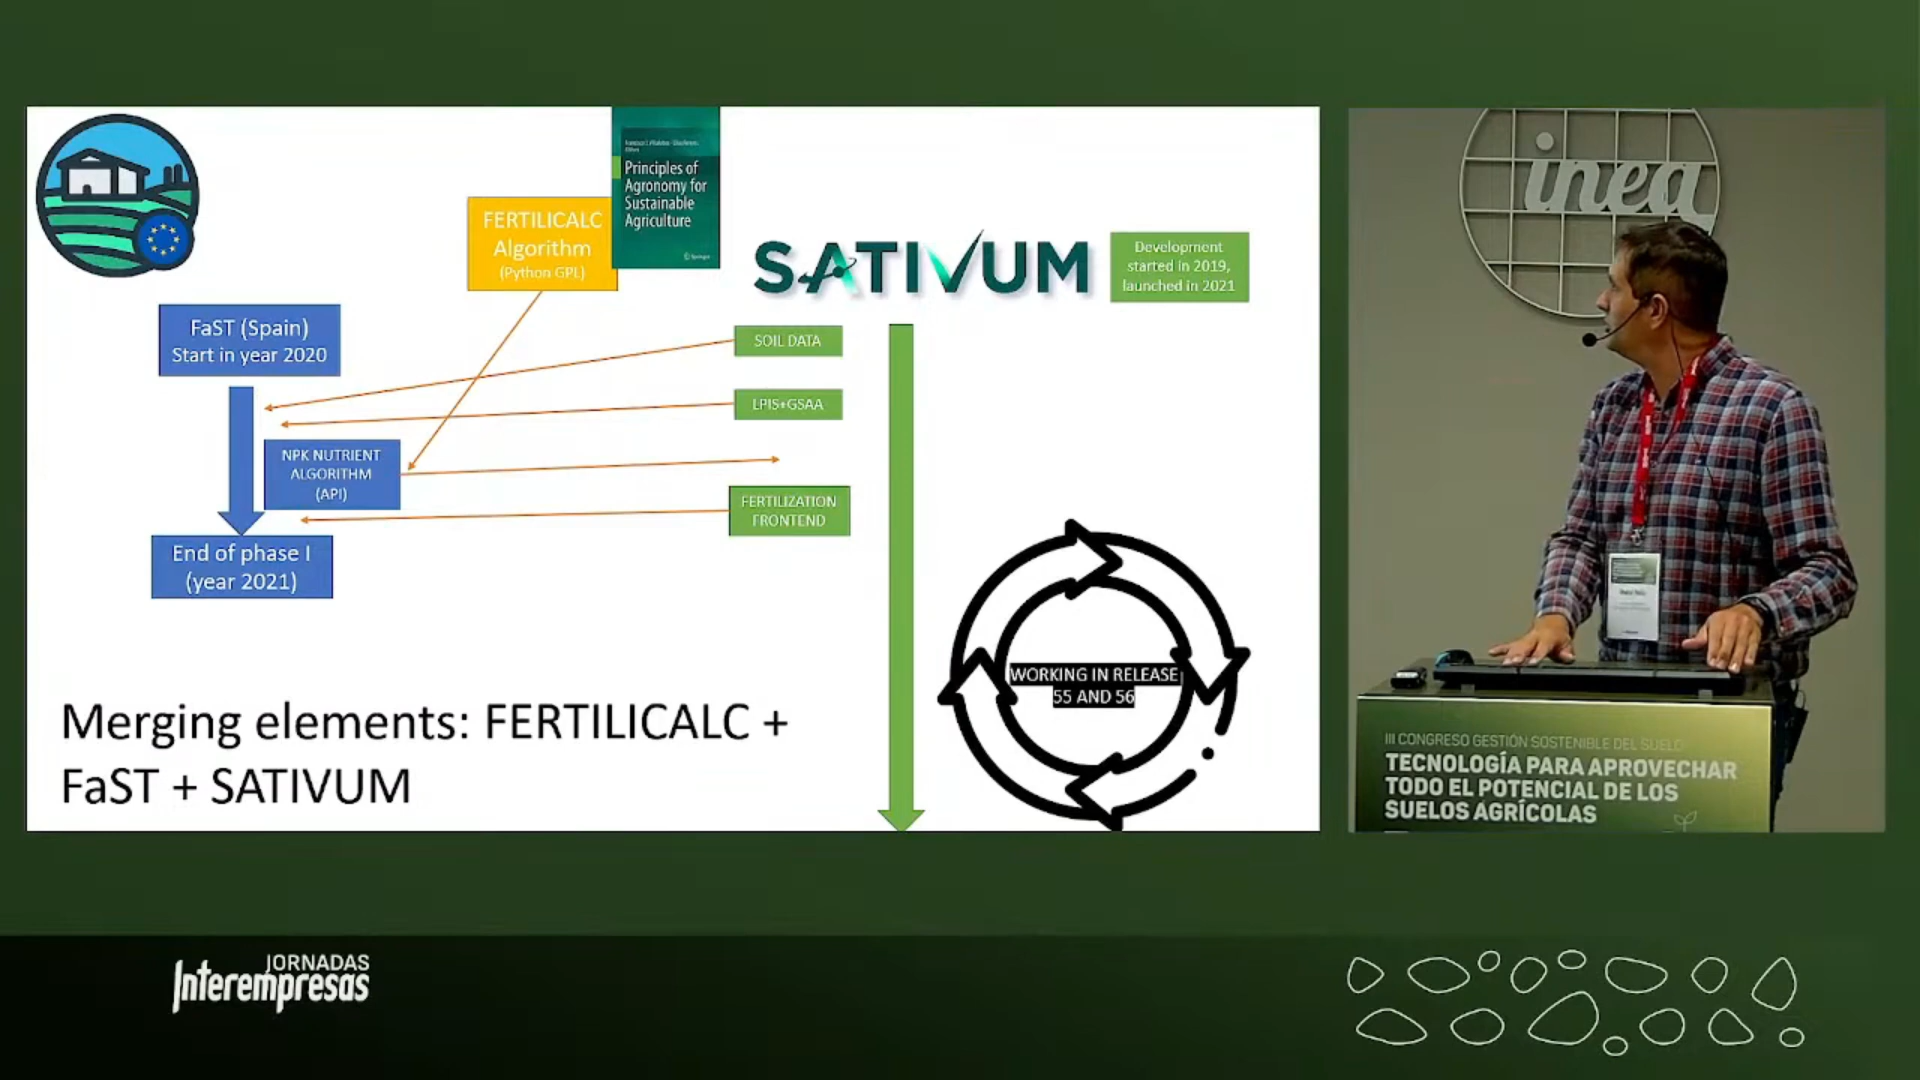 Principles of
Agronomy for
Sustainable
Agriculture
Springer
FERTILICALC
Algorithm
(Python GPL)
SATIVUM
Development
started in 2019,
launched in 2021
FaST (Spain)
Start in year 2020
SOIL DATA
LPIS+GSAA
NPK NUTRIENT
ALGORITHM
(API)
FERTILIZATION
FRONTEND
End of phase I
(year 2021)
WORKING IN RELEASE
55 AND 56
Merging elements: FERTILICALC +
FaST + SATIVUM
inea
III CONGRESO GESTIÓN SOSTENIBLE DEL SUELO
TECNOLOGÍA PARA APROVECHAR
TODO EL POTENCIAL DE LOS
SUELOS AGRÍCOLAS
JORNADAS
Interempresas